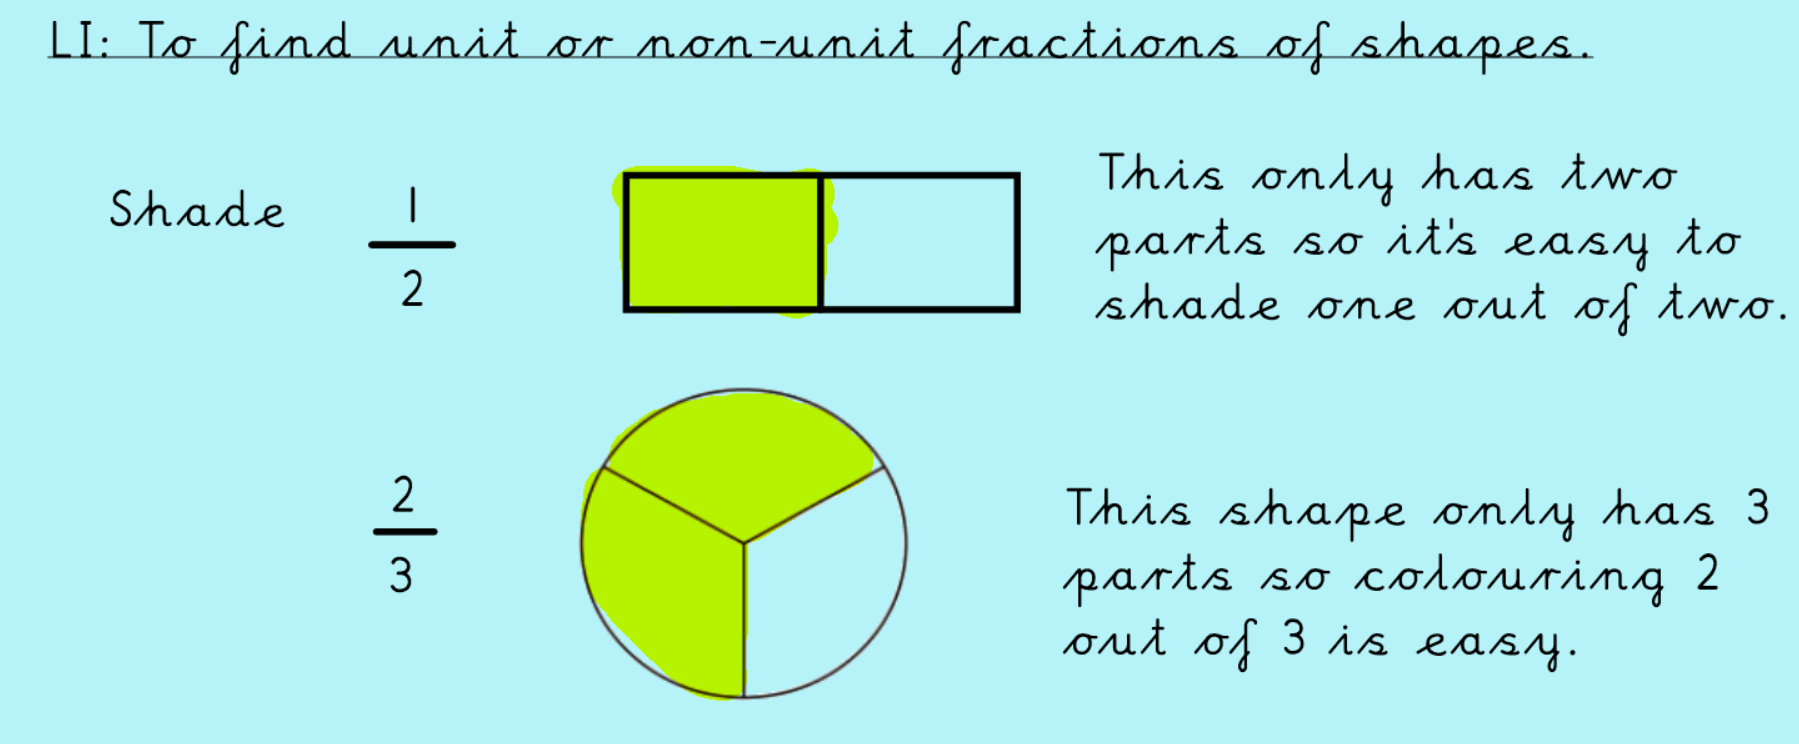 LI: To find unit or non-unit fractions of shapes.
Shade
1
2
This only has two
parts so it's easy to
shade one out of two.
2
3
This shape only has 3
parts so colouring 2
out of 3 is easy.